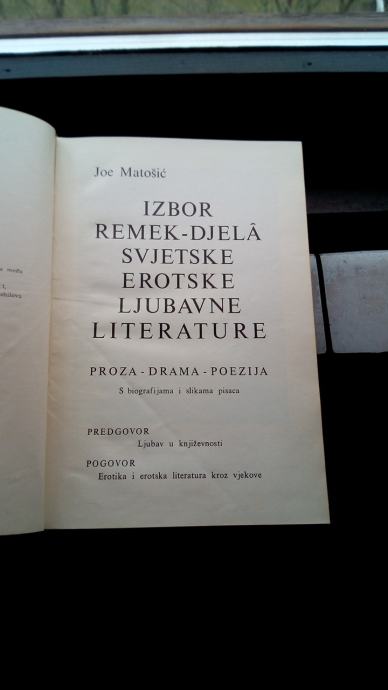 Joe Matošić
IZBOR
REMEK-DJELÂ
SVJETSKE
EROTSKE
LJUBAVNE
LITERATURE
PROZA - DRAMA - POEZIJA
S biografijama i slikama pisaca
PREDGOVOR
Ljubav u književnosti
POGOVOR
Erotika i erotska literatura kroz vjekove